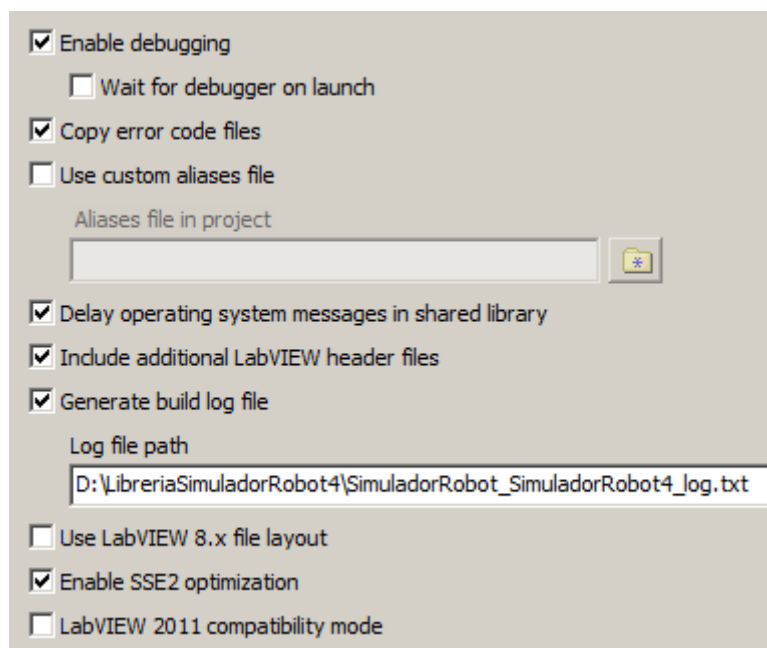 Enable debugging
Wait for debugger on launch
Copy error code files
Use custom aliases file
Aliases file in project
Delay operating system messages in shared library
Include additional LabVIEW header files
Generate build log file
Log file path
D:\LibreriaSimuladorRobot4\SimuladorRobot_SimuladorRobot4_log.txt
Use LabVIEW 8.x file layout
Enable SSE2 optimization
LabVIEW 2011 compatibility mode